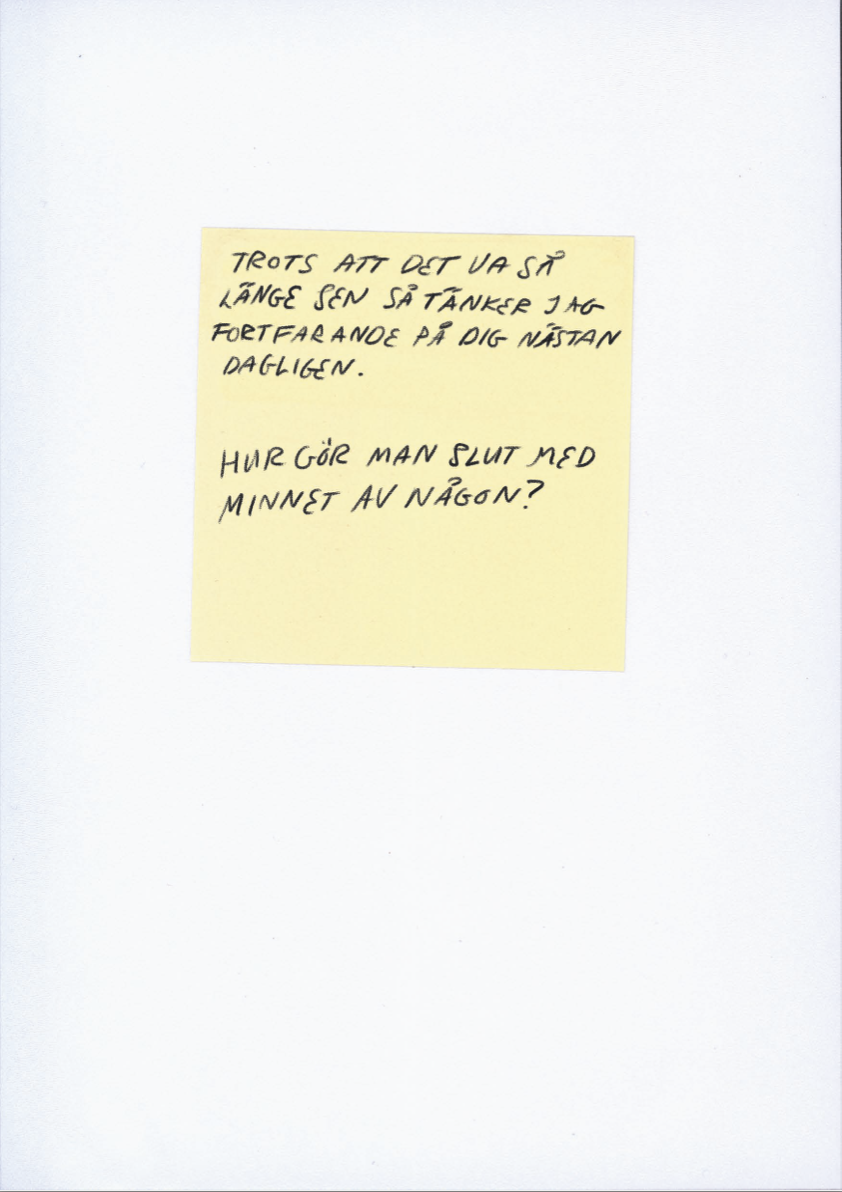 TROTS ATT DET VA SÅ
LÄNGE SEN SÅ TÄNKER JAG
FORTFARANDE PÅ DIG NÄSTAN
DAGLIGEN.
HUR GÖR MAN SLUT MED
MINNET AV NÅGON?